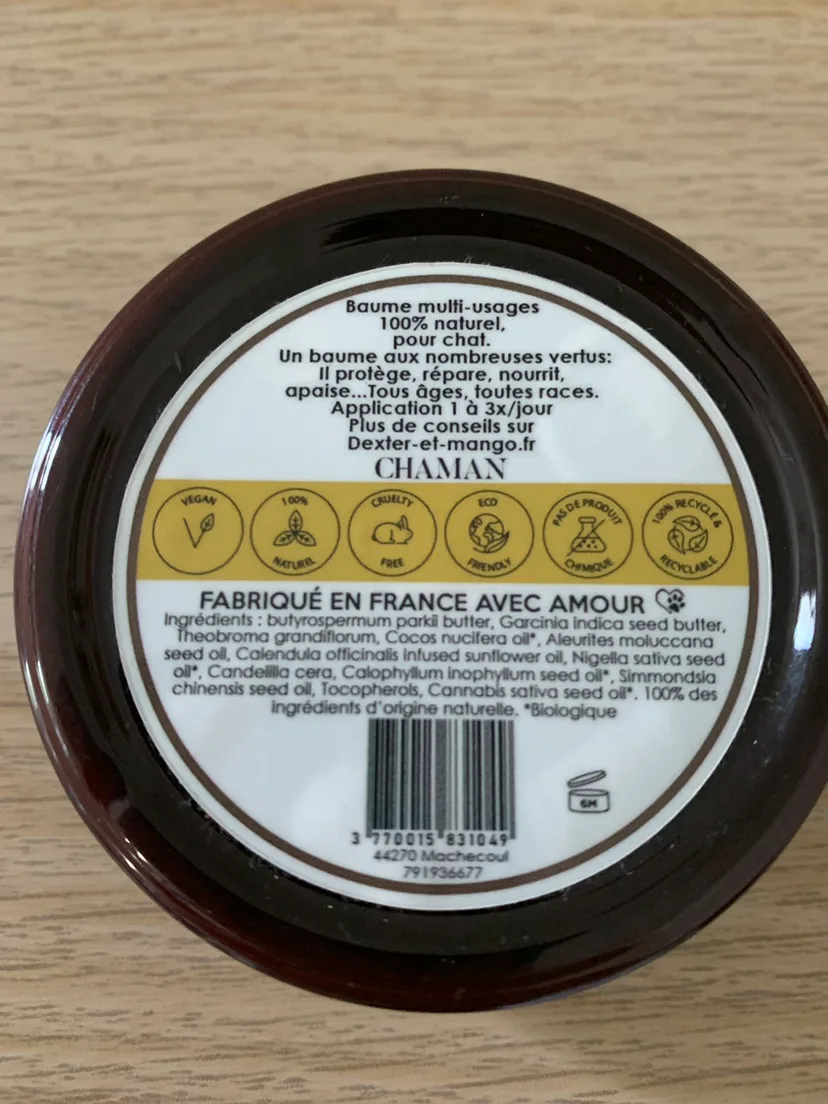 Baume multi-usages
100% naturel,
pour chat.
Un baume aux nombreuses vertus:
Il protège, répare, nourrit,
apaise...Tous âges, toutes races.
Application 1 à 3x/jour
Plus de conseils sur
Dexter-et-mango.fr
CHAMAN
VEGAN
100% NATUREL
CRUELTY FREE
ECO FRIENDLY
PAS DE PRODUIT CHIMIQUE
100% RECYCLÉ & RECYCLABLE
FABRIQUÉ EN FRANCE AVEC AMOUR
Ingrédients : butyrospermum parkii butter, Garcinia indica seed butter,
Theobroma grandiflorum, Cocos nucifera oil*, Aleurites moluccana
seed oil, Calendula officinalis infused sunflower oil, Nigella sativa seed
oil*, Candelilla cera, Calophyllum inophyllum seed oil*, Simmondsia
chinensis seed oil, Tocopherols, Cannabis sativa seed oil*. 100% des
ingrédients d'origine naturelle. *Biologique
3 770015 831049
6M
44270 Machecoul
791936677